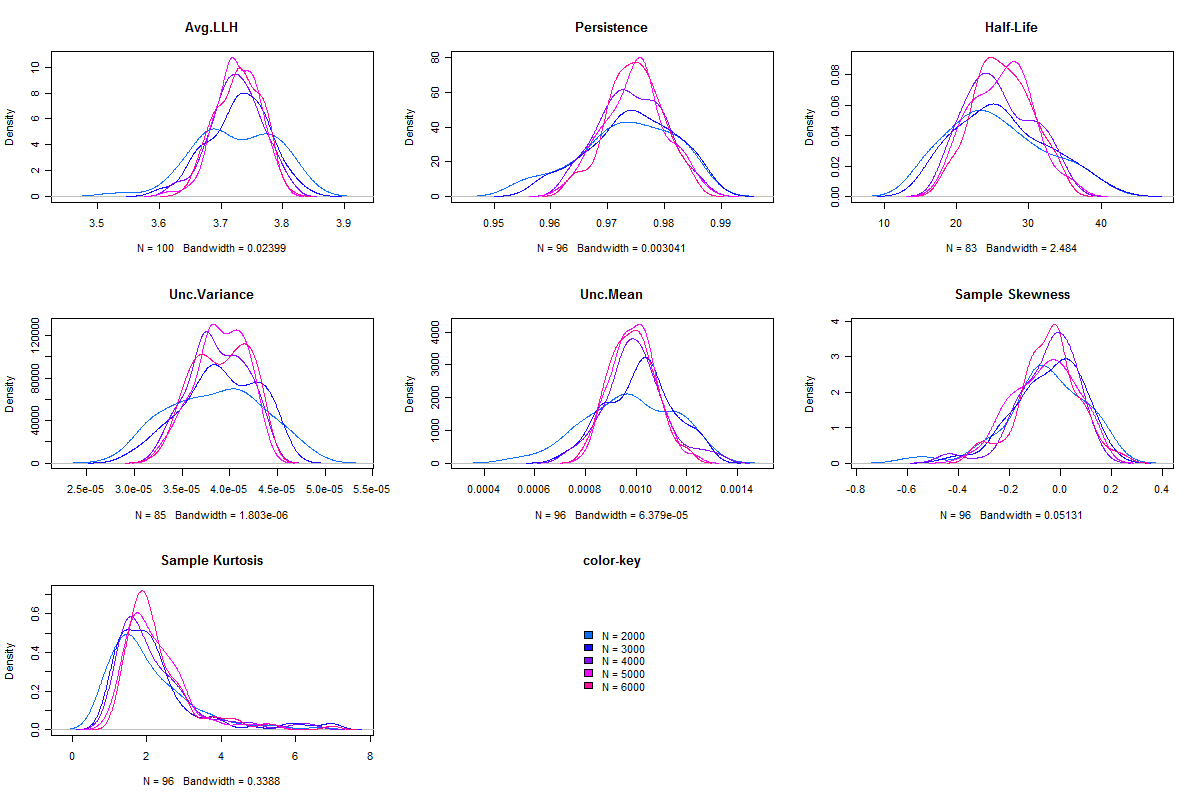 Avg.LLH
Density
0 2 4 6 8 10
3.5 3.6 3.7 3.8 3.9
N = 100 Bandwidth = 0.02399
Persistence
Density
0 20 40 60 80
0.95 0.96 0.97 0.98 0.99
N = 96 Bandwidth = 0.003041
Half-Life
Density
0.00 0.02 0.04 0.06 0.08
10 20 30 40
N = 83 Bandwidth = 2.484
Unc.Variance
Density
0 40000 80000 120000
2.5e-05 3.0e-05 3.5e-05 4.0e-05 4.5e-05 5.0e-05 5.5e-05
N = 85 Bandwidth = 1.803e-06
Unc.Mean
Density
0 1000 2000 3000 4000
0.0004 0.0006 0.0008 0.0010 0.0012 0.0014
N = 96 Bandwidth = 6.379e-05
Sample Skewness
Density
0 1 2 3 4
-0.8 -0.6 -0.4 -0.2 0.0 0.2 0.4
N = 96 Bandwidth = 0.05131
Sample Kurtosis
Density
0.0 0.2 0.4 0.6
0 2 4 6 8
N = 96 Bandwidth = 0.3388
color-key
N = 2000
N = 3000
N = 4000
N = 5000
N = 6000